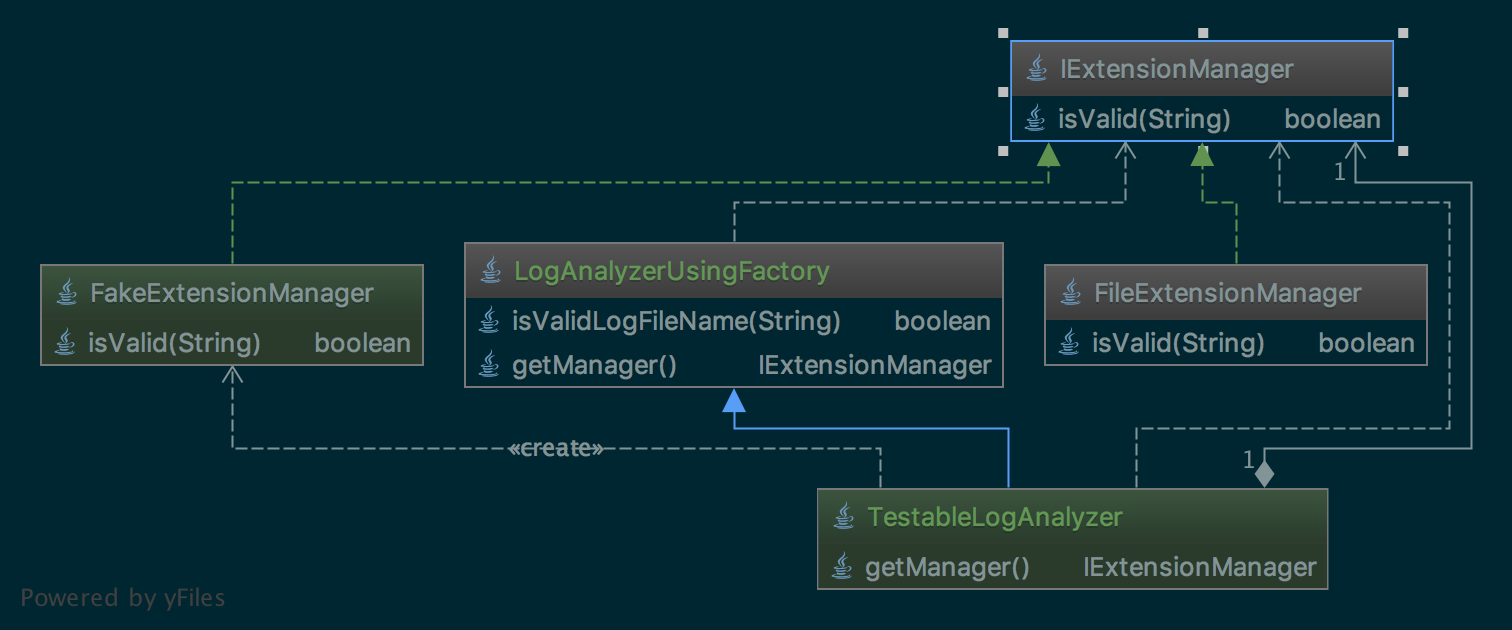 IExtensionManager
isValid(String) boolean
1
LogAnalyzerUsingFactory
isValidLogFileName(String) boolean
getManager() IExtensionManager
FakeExtensionManager
isValid(String) boolean
FileExtensionManager
isValid(String) boolean
«create»
1
TestableLogAnalyzer
getManager() IExtensionManager
Powered by yFiles